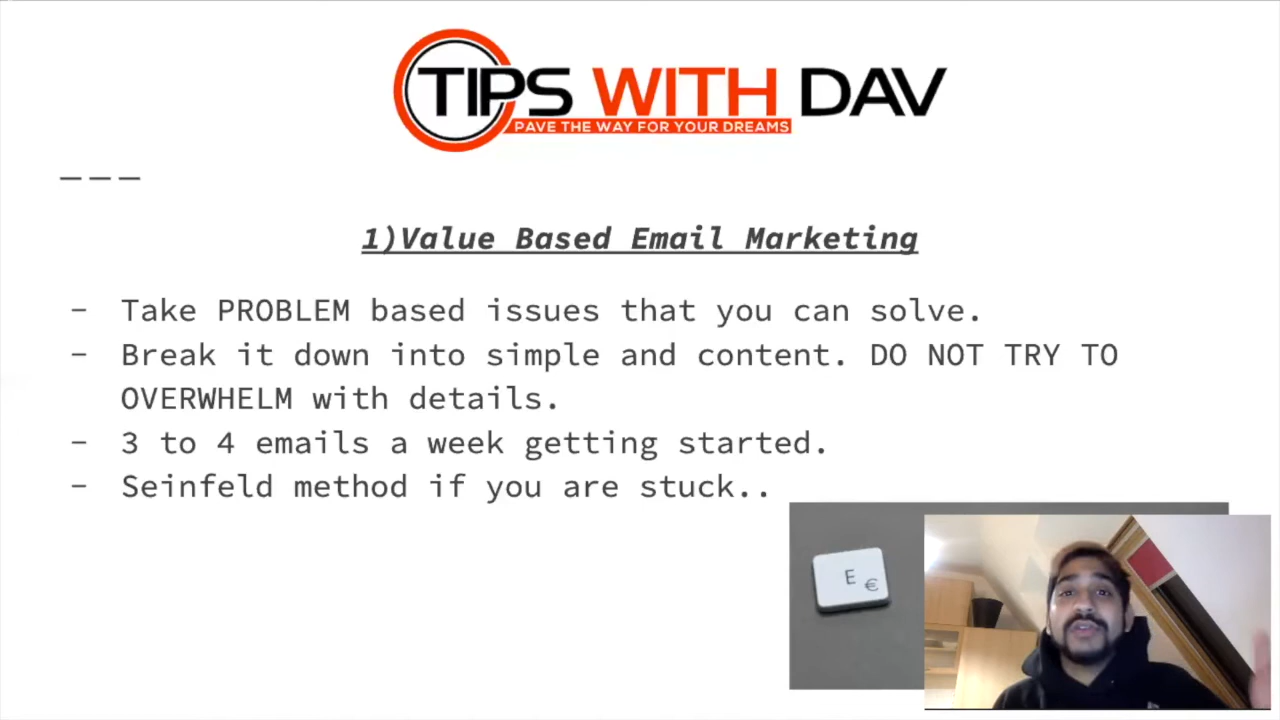 TIPS WITH DAV
PAVE THE WAY FOR YOUR DREAMS
———
1)Value Based Email Marketing
- Take PROBLEM based issues that you can solve.
- Break it down into simple and content. DO NOT TRY TO
OVERWHELM with details.
- 3 to 4 emails a week getting started.
- Seinfeld method if you are stuck..
E €